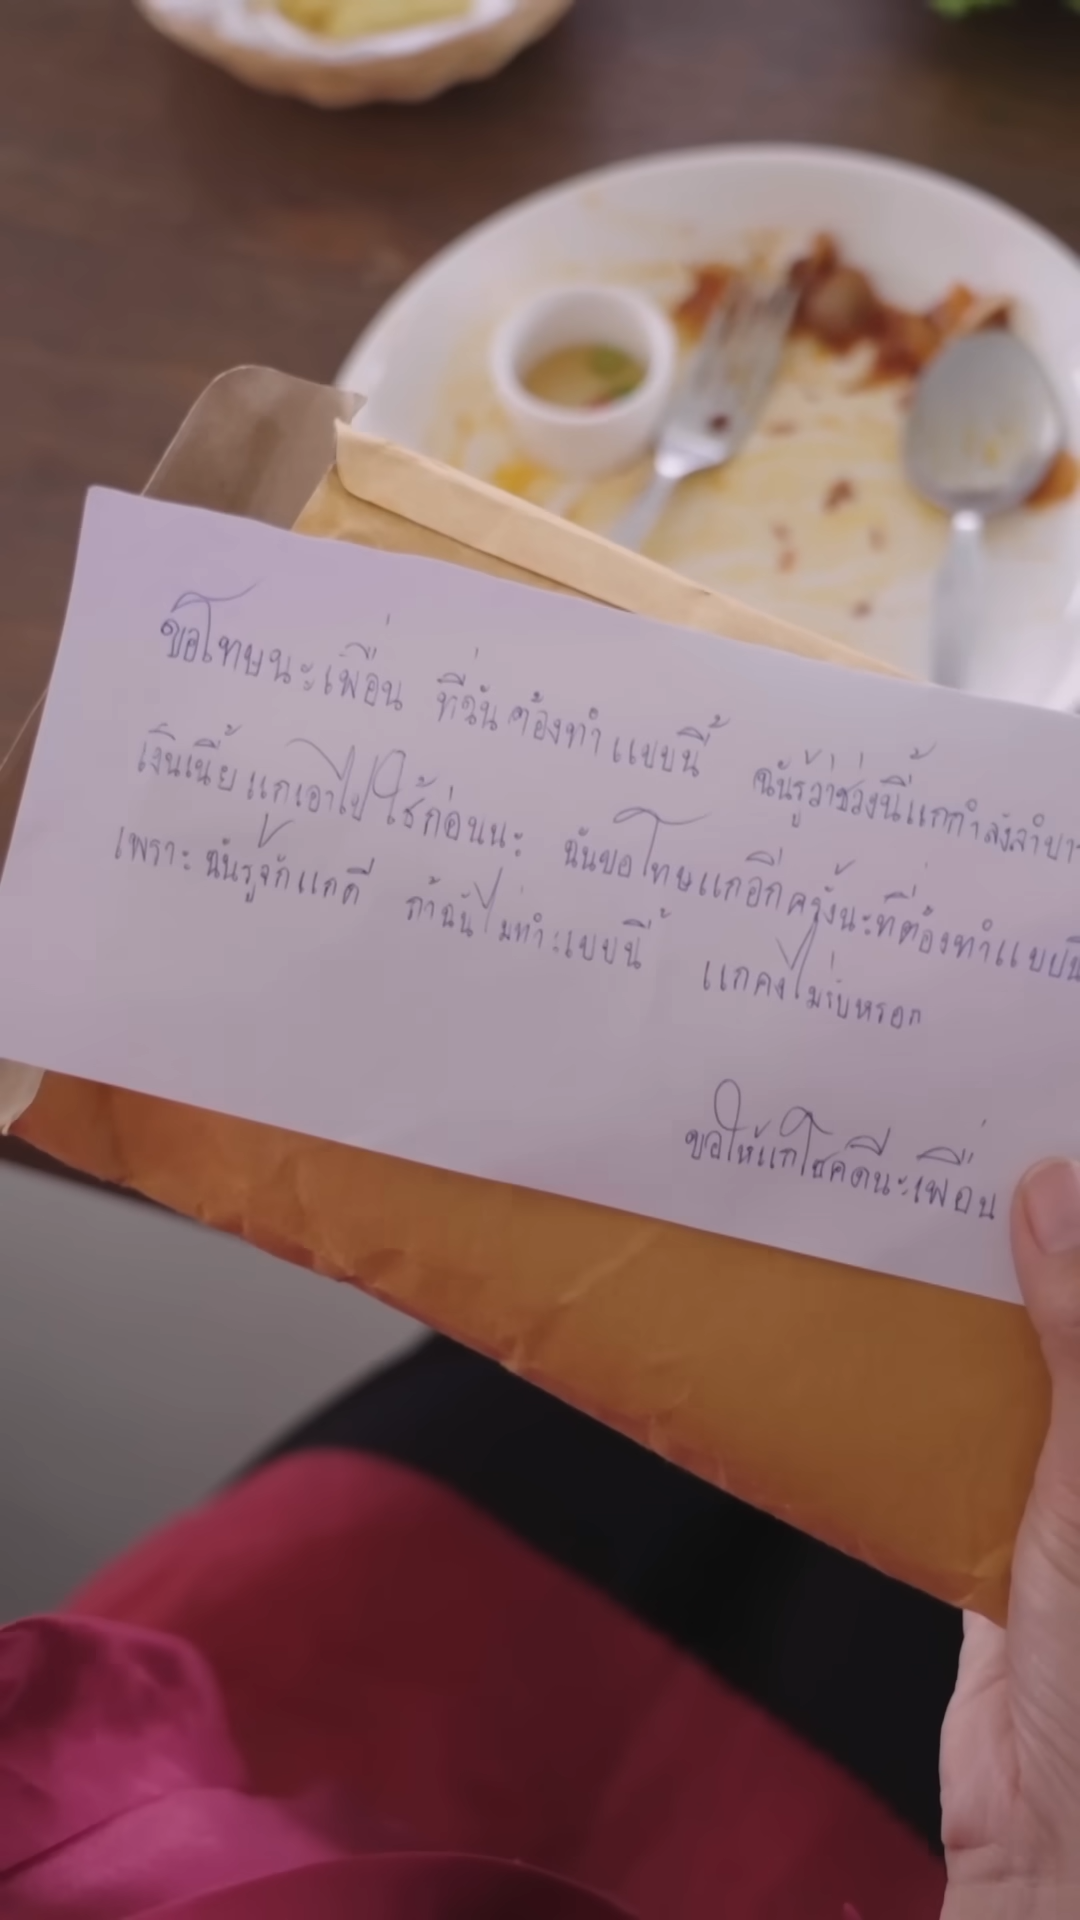 ขอโทษนะเพื่อน ที่ฉันต้องทำแบบนี้ ฉันรู้ว่าช่วงนี้แกกำลังลำบา
เงินเนี้ยแกเอาไปใช้ก่อนนะ ฉันขอโทษแกอีกครั้งนะที่ต้องทำแบบนี้
เพราะฉันรู้จักแกดี ถ้าฉันไม่ทำแบบนี้ แกคงไม่รับหรอก
ขอให้แกโชคดีนะเพื่อน